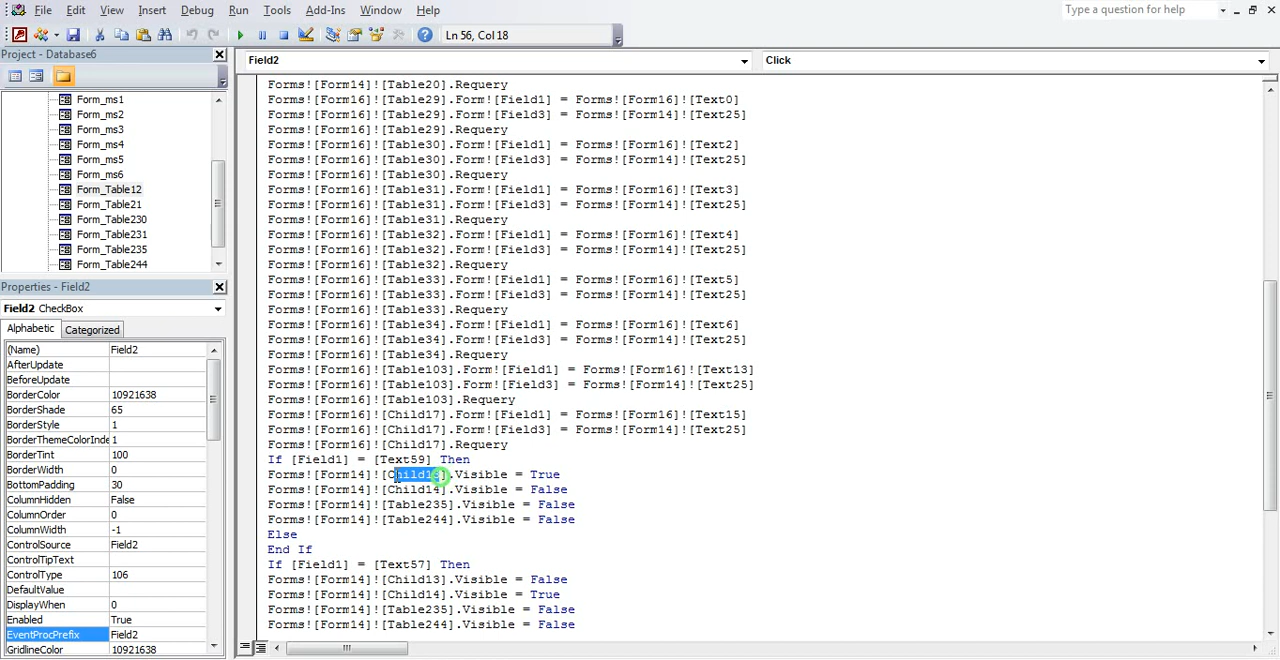 File Edit View Insert Format Debug Run Tools Add-Ins Window Help
Type a question for help
Ln 56, Col 18
Project - Database6
Form_ms1
Form_ms2
Form_ms3
Form_ms4
Form_ms5
Form_ms6
Form_Table12
Form_Table21
Form_Table230
Form_Table231
Form_Table235
Form_Table244
Properties - Field2
Field2 CheckBox
Alphabetic Categorized
(Name) Field2
AfterUpdate
BeforeUpdate
BorderColor 10921638
BorderShade 65
BorderStyle 1
BorderThemeColorInde 1
BorderTint 100
BorderWidth 0
BottomPadding 30
ColumnHidden False
ColumnOrder 0
ColumnWidth -1
ControlSource Field2
ControlTipText
ControlType 106
DefaultValue
DisplayWhen 0
Enabled True
EventProcPrefix Field2
GridlineColor 10921638
Field2 Click
Forms![Form14]![Table20].Requery
Forms![Form16]![Table29].Form![Field1] = Forms![Form16]![Text0]
Forms![Form16]![Table29].Form![Field3] = Forms![Form14]![Text25]
Forms![Form16]![Table29].Requery
Forms![Form16]![Table30].Form![Field1] = Forms![Form16]![Text2]
Forms![Form16]![Table30].Form![Field3] = Forms![Form14]![Text25]
Forms![Form16]![Table30].Requery
Forms![Form16]![Table31].Form![Field1] = Forms![Form16]![Text3]
Forms![Form16]![Table31].Form![Field3] = Forms![Form14]![Text25]
Forms![Form16]![Table31].Requery
Forms![Form16]![Table32].Form![Field1] = Forms![Form16]![Text4]
Forms![Form16]![Table32].Form![Field3] = Forms![Form14]![Text25]
Forms![Form16]![Table32].Requery
Forms![Form16]![Table33].Form![Field1] = Forms![Form16]![Text5]
Forms![Form16]![Table33].Form![Field3] = Forms![Form14]![Text25]
Forms![Form16]![Table33].Requery
Forms![Form16]![Table34].Form![Field1] = Forms![Form16]![Text6]
Forms![Form16]![Table34].Form![Field3] = Forms![Form14]![Text25]
Forms![Form16]![Table34].Requery
Forms![Form16]![Table103].Form![Field1] = Forms![Form16]![Text13]
Forms![Form16]![Table103].Form![Field3] = Forms![Form14]![Text25]
Forms![Form16]![Table103].Requery
Forms![Form16]![Child17].Form![Field1] = Forms![Form16]![Text15]
Forms![Form16]![Child17].Form![Field3] = Forms![Form14]![Text25]
Forms![Form16]![Child17].Requery
If [Field1] = [Text59] Then
Forms![Form14]![Child13].Visible = True
Forms![Form14]![Child14].Visible = False
Forms![Form14]![Table235].Visible = False
Forms![Form14]![Table244].Visible = False
Else
End If
If [Field1] = [Text57] Then
Forms![Form14]![Child13].Visible = False
Forms![Form14]![Child14].Visible = True
Forms![Form14]![Table235].Visible = False
Forms![Form14]![Table244].Visible = False